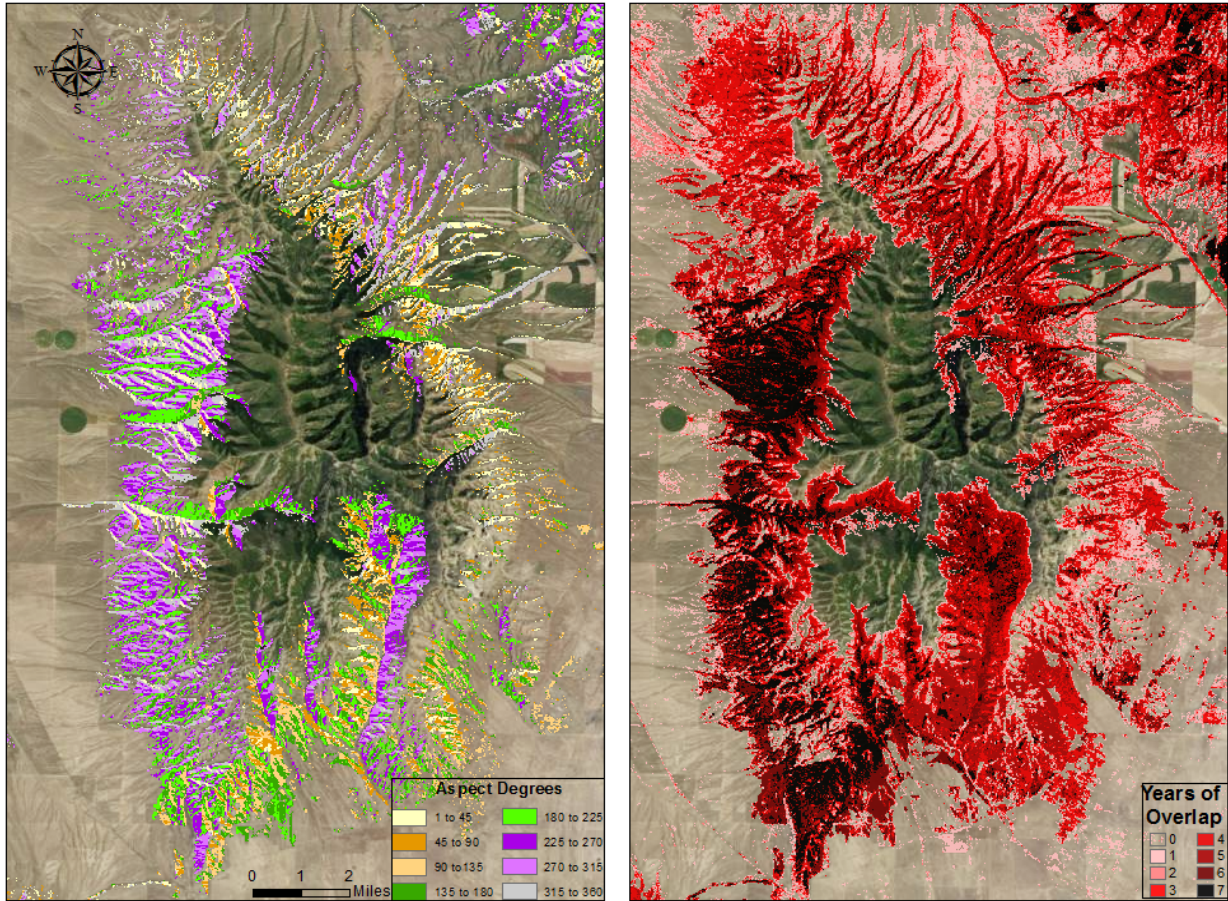 N
W E
S
Aspect Degrees
1 to 45
180 to 225
45 to 90
225 to 270
90 to 135
270 to 315
135 to 180
315 to 360
0 1 2
Miles
Years of
Overlap
0 4
1 5
2 6
3 7